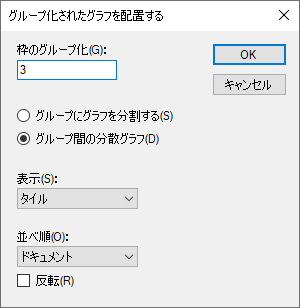 グループ化されたグラフを配置する
枠のグループ化(G):
3
OK
キャンセル
グループにグラフを分割する(S)
グループ間の分散グラフ(D)
表示(S):
タイル
並べ順(O):
ドキュメント
反転(R)